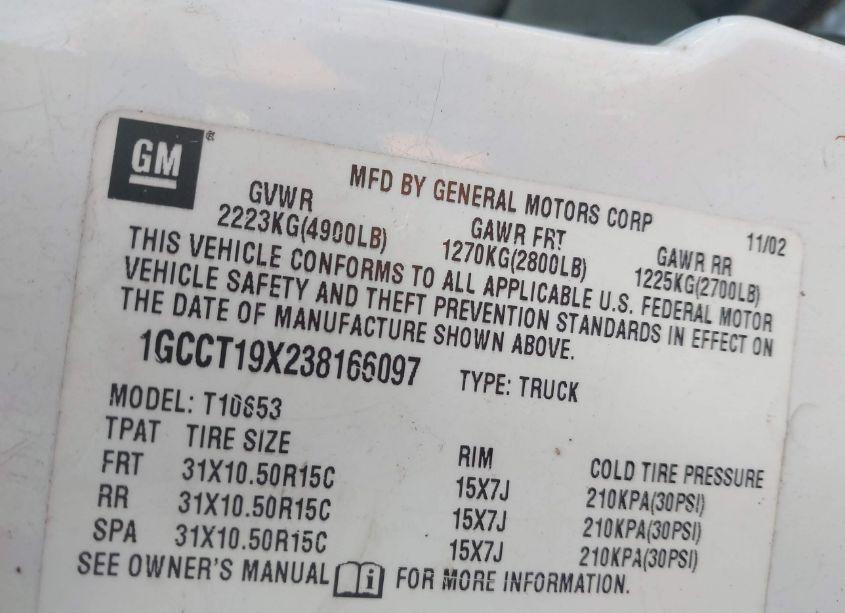 GM
MFD BY GENERAL MOTORS CORP 11/02
GVWR GAWR FRT GAWR RR
2223KG(4900LB) 1270KG(2800LB) 1225KG(2700LB)
THIS VEHICLE CONFORMS TO ALL APPLICABLE U.S. FEDERAL MOTOR
VEHICLE SAFETY AND THEFT PREVENTION STANDARDS IN EFFECT ON
THE DATE OF MANUFACTURE SHOWN ABOVE.
1GCCT19X238166097 TYPE: TRUCK
MODEL: T10653
TPAT TIRE SIZE RIM COLD TIRE PRESSURE
FRT 31X10.50R15C 15X7J 210KPA(30PSI)
RR 31X10.50R15C 15X7J 210KPA(30PSI)
SPA 31X10.50R15C 15X7J 210KPA(30PSI)
SEE OWNER'S MANUAL FOR MORE INFORMATION.